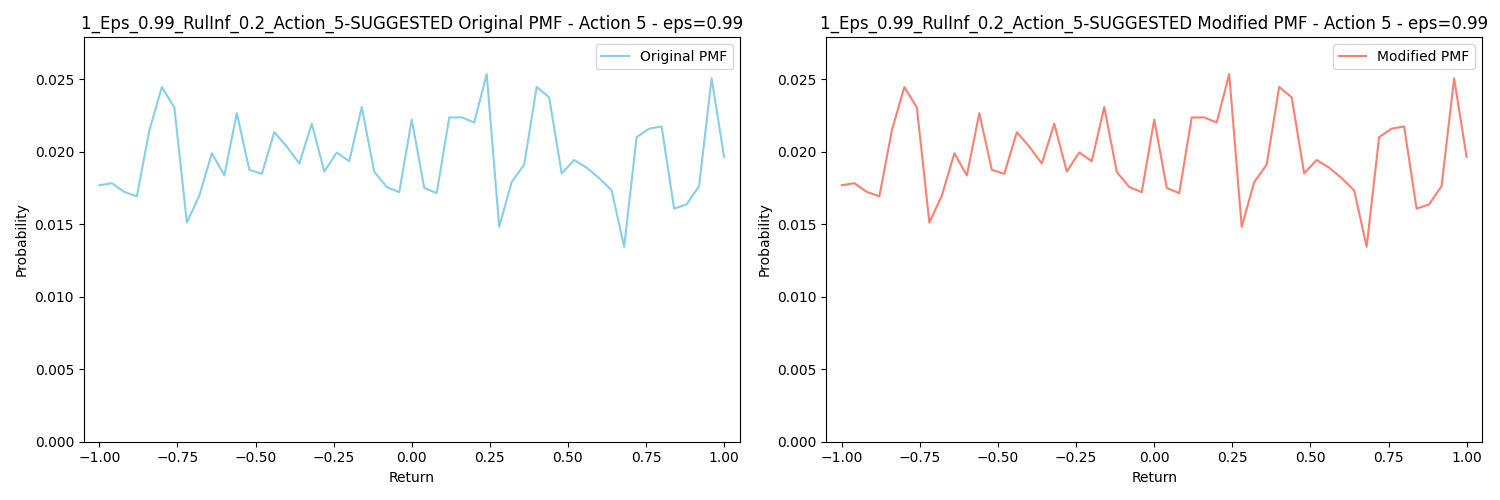 1_Eps_0.99_RulInf_0.2_Action_5-SUGGESTED Original PMF - Action 5 - eps=0.99
Original PMF
0.025
0.020
0.015
0.010
0.005
0.000
Probability
−1.00 −0.75 −0.50 −0.25 0.00 0.25 0.50 0.75 1.00
Return
1_Eps_0.99_RulInf_0.2_Action_5-SUGGESTED Modified PMF - Action 5 - eps=0.99
Modified PMF
0.025
0.020
0.015
0.010
0.005
0.000
Probability
−1.00 −0.75 −0.50 −0.25 0.00 0.25 0.50 0.75 1.00
Return